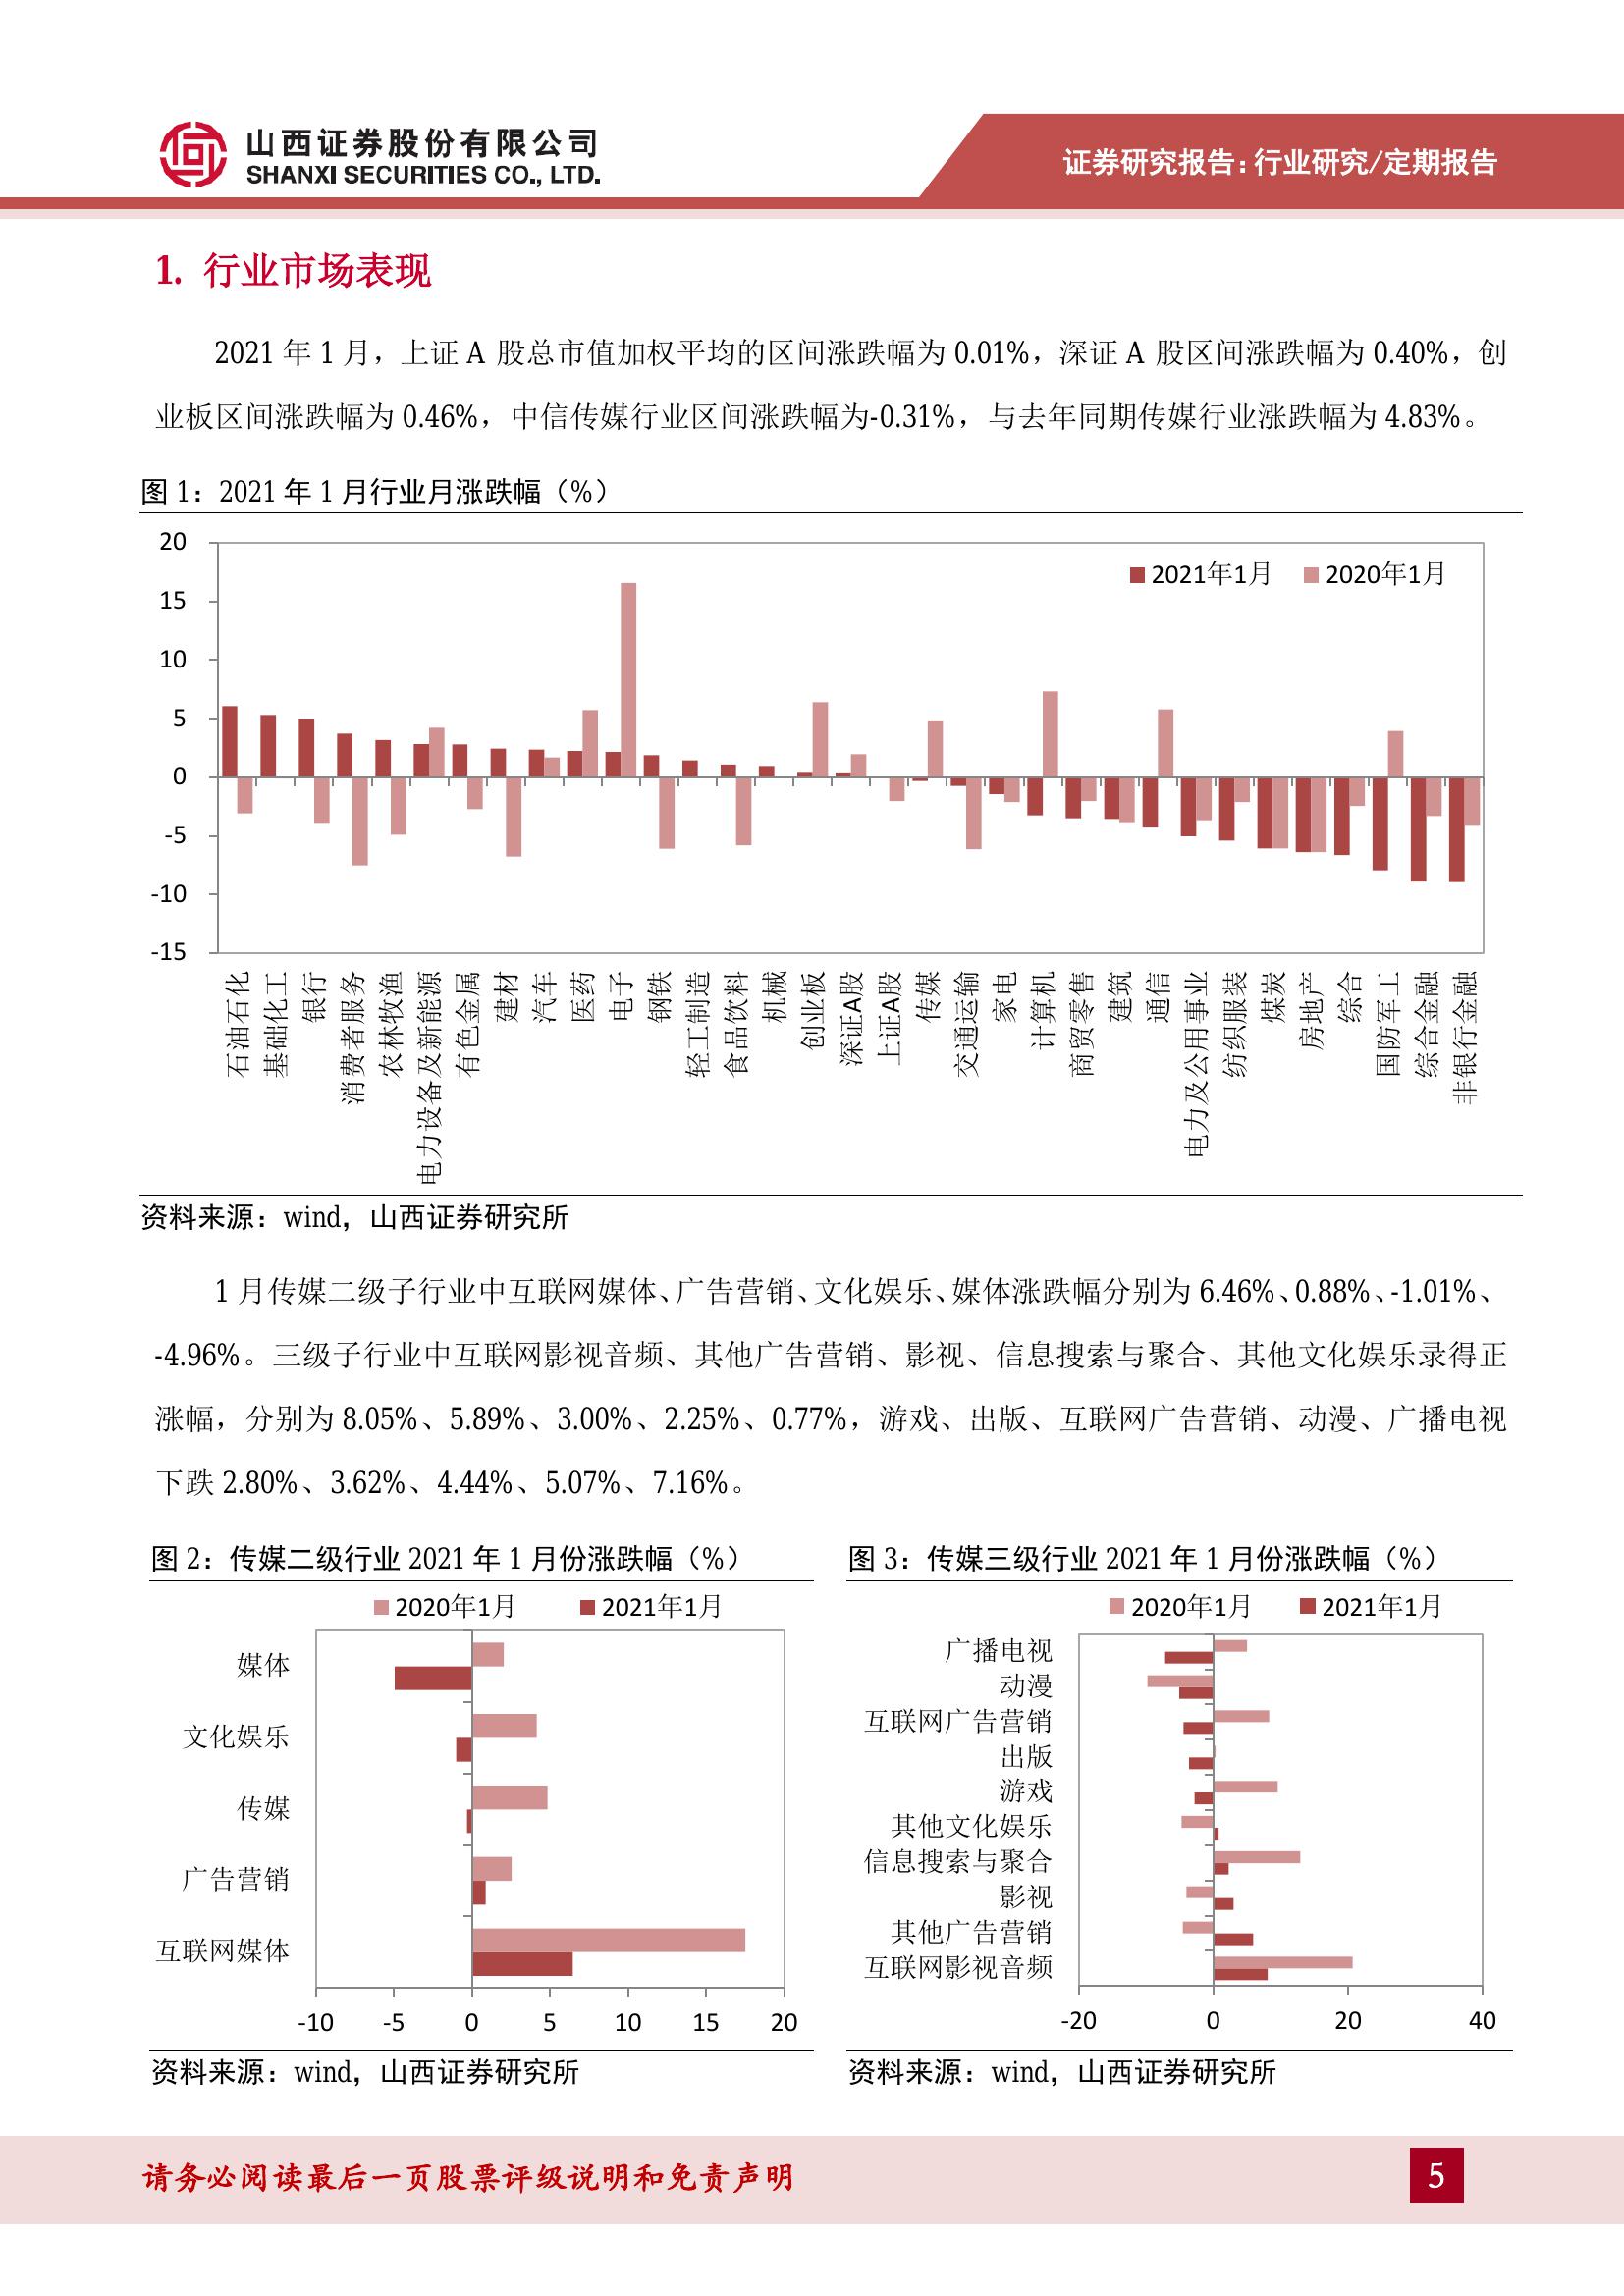 山西证券股份有限公司
SHANXI SECURITIES CO., LTD.
证券研究报告:行业研究/定期报告
1. 行业市场表现
2021 年 1 月，上证 A 股总市值加权平均的区间涨跌幅为 0.01%，深证 A 股区间涨跌幅为 0.40%，创
业板区间涨跌幅为 0.46%，中信传媒行业区间涨跌幅为-0.31%，与去年同期传媒行业涨跌幅为 4.83%。
图 1：2021 年 1 月行业月涨跌幅（%）
2021年1月 2020年1月
20
15
10
5
0
-5
-10
-15
石油石化
基础化工
银行
消费者服务
农林牧渔
电力设备及新能源
有色金属
建材
汽车
医药
电子
钢铁
轻工制造
食品饮料
机械
创业板
深证A股
上证A股
传媒
交通运输
家电
计算机
商贸零售
建筑
通信
电力及公用事业
纺织服装
煤炭
房地产
综合
国防军工
综合金融
非银行金融
资料来源：wind，山西证券研究所
1 月传媒二级子行业中互联网媒体、广告营销、文化娱乐、媒体涨跌幅分别为 6.46%、0.88%、-1.01%、
-4.96%。三级子行业中互联网影视音频、其他广告营销、影视、信息搜索与聚合、其他文化娱乐录得正
涨幅，分别为 8.05%、5.89%、3.00%、2.25%、0.77%，游戏、出版、互联网广告营销、动漫、广播电视
下跌 2.80%、3.62%、4.44%、5.07%、7.16%。
图 2：传媒二级行业 2021 年 1 月份涨跌幅（%）
2020年1月 2021年1月
媒体
文化娱乐
传媒
广告营销
互联网媒体
-10 -5 0 5 10 15 20
资料来源：wind，山西证券研究所
图 3：传媒三级行业 2021 年 1 月份涨跌幅（%）
2020年1月 2021年1月
广播电视
动漫
互联网广告营销
出版
游戏
其他文化娱乐
信息搜索与聚合
影视
其他广告营销
互联网影视音频
-20 0 20 40
资料来源：wind，山西证券研究所
请务必阅读最后一页股票评级说明和免责声明
5